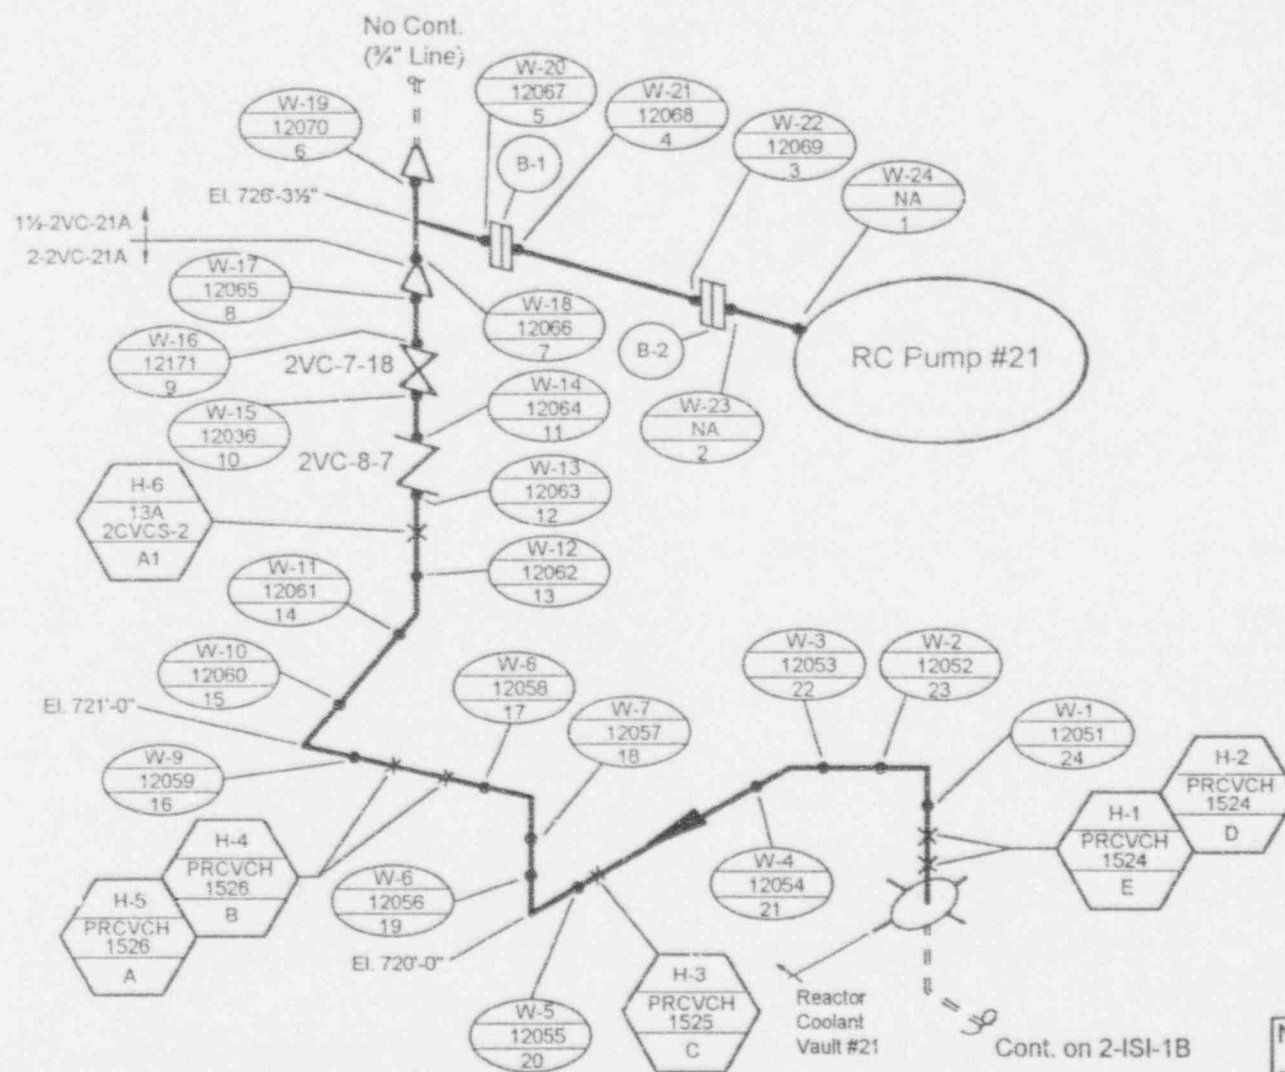 No Cont.
(¾" Line)
W-20
12067
5
W-21
12068
4
W-19
12070
6
B-1
W-22
12069
3
W-24
NA
1
El. 726'-3½"
1½-2VC-21A
2-2VC-21A
W-17
12065
8
W-18
12066
7
B-2
RC Pump #21
W-16
12171
9
2VC-7-18
W-14
12064
11
W-23
NA
2
W-15
12036
10
2VC-8-7
W-13
12063
12
H-6
13A
2CVCS-2
A1
W-12
12062
13
W-11
12061
14
W-10
12060
15
W-8
12058
17
W-7
12057
18
W-3
12053
22
W-2
12052
23
W-1
12051
24
El. 721'-0"
W-9
12059
16
H-2
PRCVCH
1524
D
H-1
PRCVCH
1524
E
H-4
PRCVCH
1526
B
H-5
PRCVCH
1526
A
W-6
12056
19
W-4
12054
21
El. 720'-0"
H-3
PRCVCH
1525
C
W-5
12055
20
Reactor
Coolant
Vault #21
Cont. on 2-ISI-1B